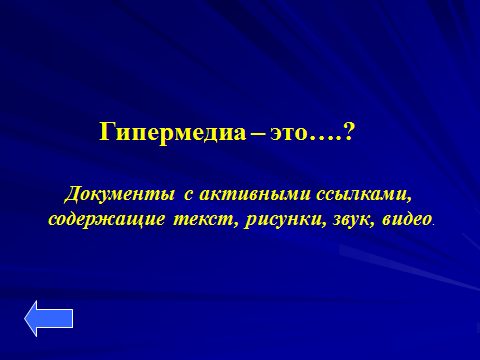 Гипермедиа – это….?
Документы с активными ссылками,
содержащие текст, рисунки, звук, видео.